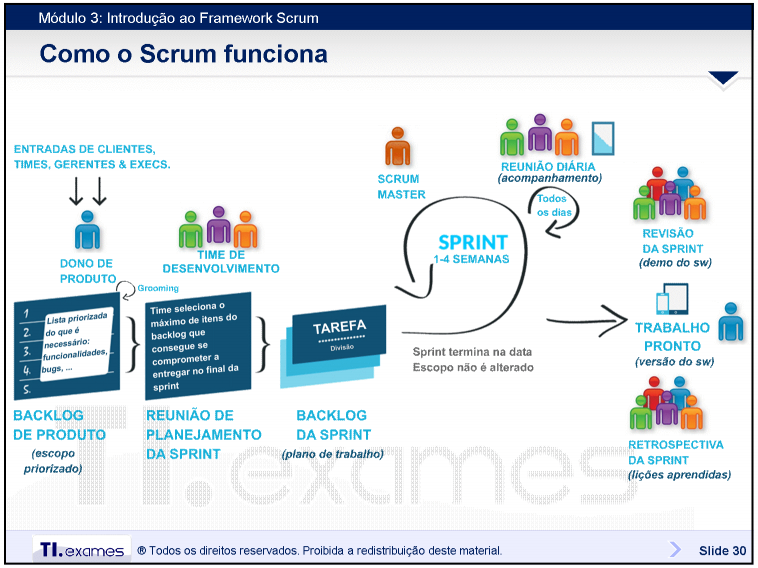 Módulo 3: Introdução ao Framework Scrum
Como o Scrum funciona
ENTRADAS DE CLIENTES,
TIMES, GERENTES & EXECS.
DONO DE
PRODUTO
Grooming
TIME DE
DESENVOLVIMENTO
SCRUM
MASTER
REUNIÃO DIÁRIA
(acompanhamento)
Todos
os dias
SPRINT
1-4 SEMANAS
REVISÃO
DA SPRINT
(demo do sw)
1
2.
3.
4.
5.
Lista priorizada
do que é
necessário:
funcionalidades,
bugs, ...
Time seleciona o
máximo de itens do
backlog que
consegue se
comprometer a
entregar no final da
sprint
TAREFA
Divisão
Sprint termina na data
Escopo não é alterado
TRABALHO
PRONTO
(versão do sw)
BACKLOG
DE PRODUTO
(escopo
priorizado)
REUNIÃO DE
PLANEJAMENTO
DA SPRINT
BACKLOG
DA SPRINT
(plano de trabalho)
RETROSPECTIVA
DA SPRINT
(lições aprendidas)
TI.exames
TI.exames
® Todos os direitos reservados. Proibida a redistribuição deste material.
Slide 30